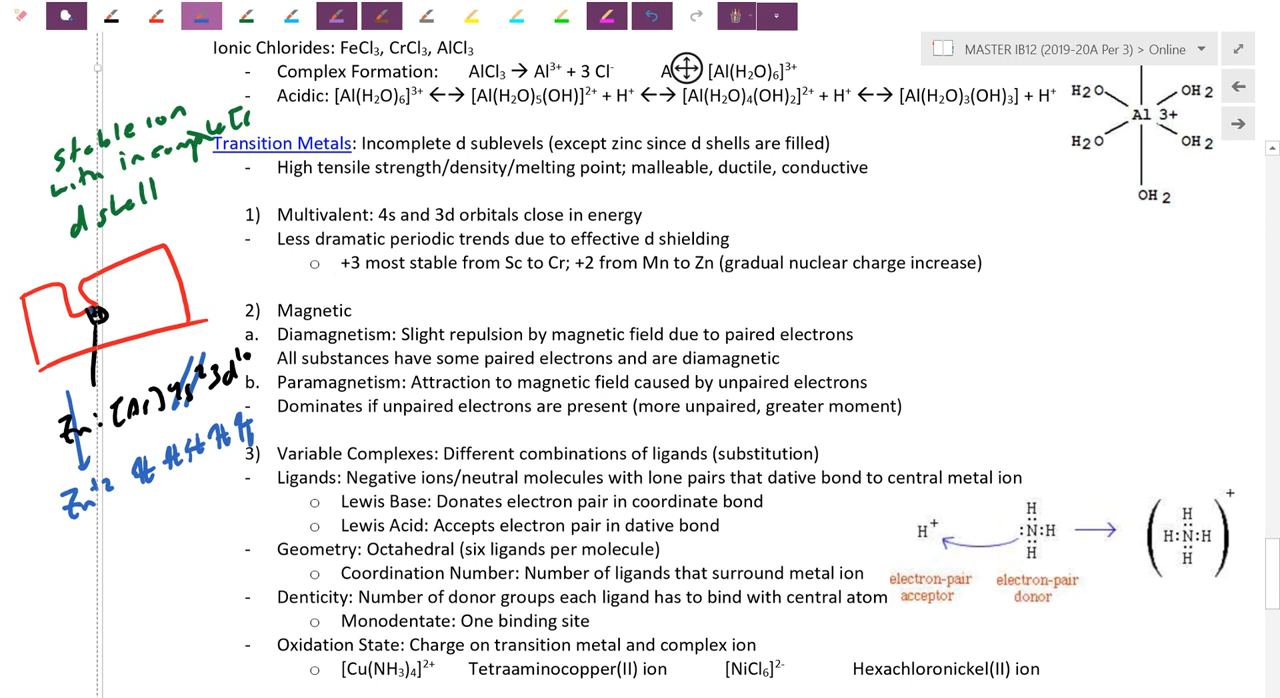 MASTER IB12 (2019-20A Per 3) > Online
Ionic Chlorides: FeCl₃, CrCl₃, AlCl₃
- Complex Formation: AlCl₃ → Al³⁺ + 3 Cl⁻ A [Al(H₂O)₆]³⁺
- Acidic: [Al(H₂O)₆]³⁺ ←→ [Al(H₂O)₅(OH)]²⁺ + H⁺ ←→ [Al(H₂O)₄(OH)₂]²⁺ + H⁺ ←→ [Al(H₂O)₃(OH)₃] + H⁺
H2O OH2
Al 3+
H2O OH2
OH2
stable ion
with incomplete
d shell
Transition Metals: Incomplete d sublevels (except zinc since d shells are filled)
- High tensile strength/density/melting point; malleable, ductile, conductive
1) Multivalent: 4s and 3d orbitals close in energy
- Less dramatic periodic trends due to effective d shielding
o +3 most stable from Sc to Cr; +2 from Mn to Zn (gradual nuclear charge increase)
2) Magnetic
a. Diamagnetism: Slight repulsion by magnetic field due to paired electrons
- All substances have some paired electrons and are diamagnetic
b. Paramagnetism: Attraction to magnetic field caused by unpaired electrons
- Dominates if unpaired electrons are present (more unpaired, greater moment)
Zn: [Ar] 4s² 3d¹⁰
Zn⁺²
3) Variable Complexes: Different combinations of ligands (substitution)
- Ligands: Negative ions/neutral molecules with lone pairs that dative bond to central metal ion
o Lewis Base: Donates electron pair in coordinate bond
o Lewis Acid: Accepts electron pair in dative bond
- Geometry: Octahedral (six ligands per molecule)
o Coordination Number: Number of ligands that surround metal ion
- Denticity: Number of donor groups each ligand has to bind with central atom
o Monodentate: One binding site
- Oxidation State: Charge on transition metal and complex ion
o [Cu(NH₃)₄]²⁺ Tetraaminocopper(II) ion [NiCl₆]²⁻ Hexachloronickel(II) ion
H H +
H⁺ :N:H H:N:H
H H
electron-pair electron-pair
acceptor donor